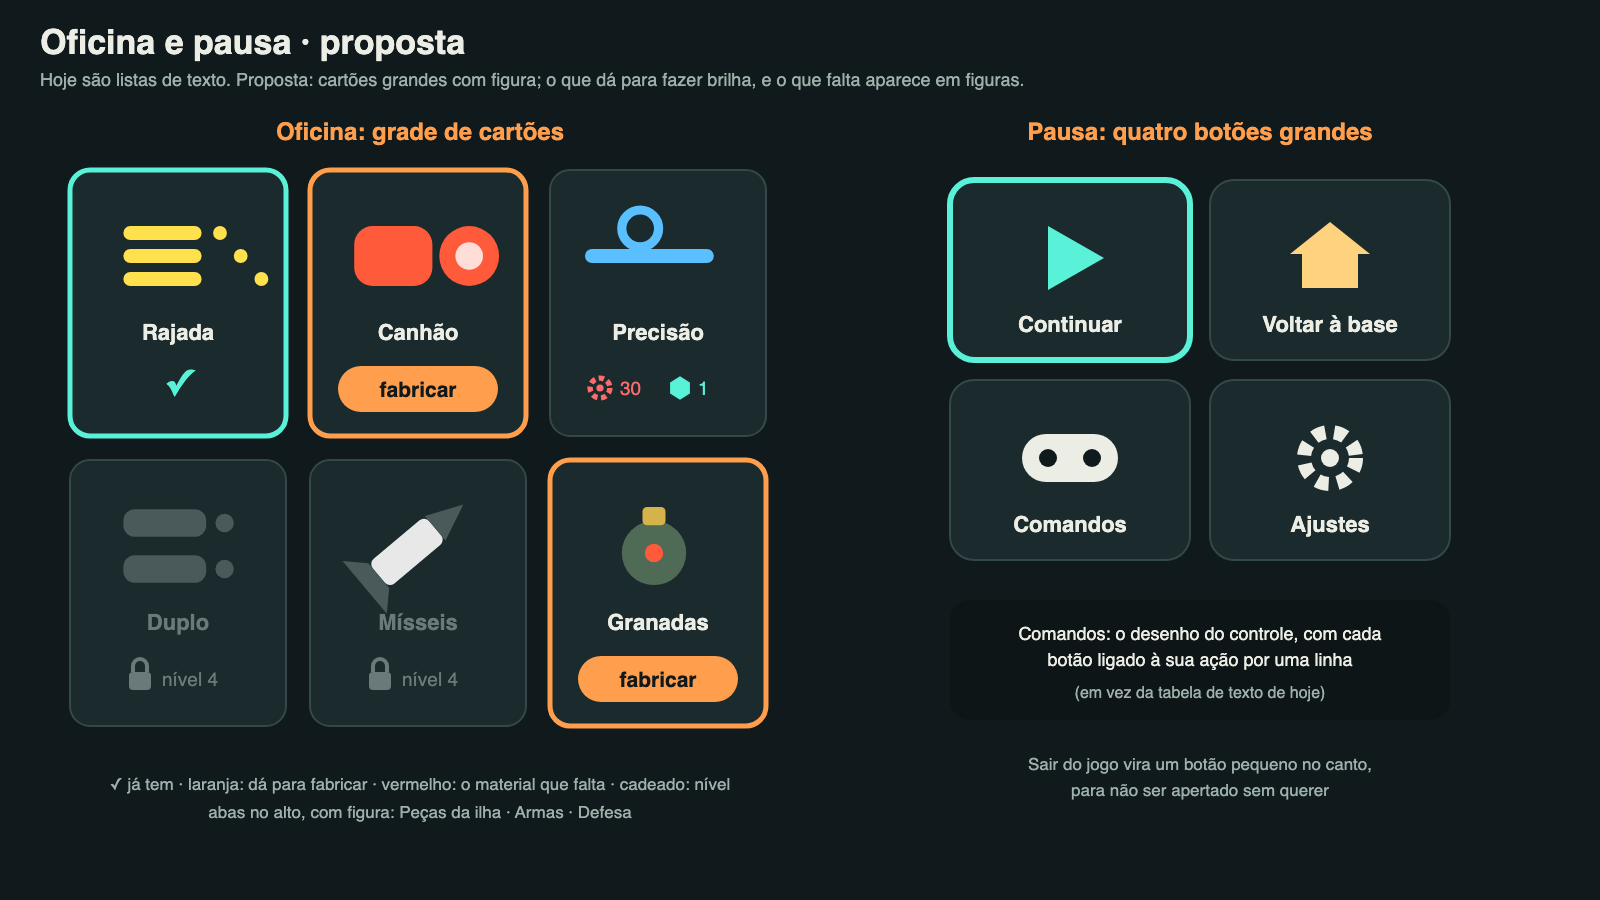 Oficina e pausa · proposta
Hoje são listas de texto. Proposta: cartões grandes com figura; o que dá para fazer brilha, e o que falta aparece em figuras.
Oficina: grade de cartões
Rajada
✓
Canhão
fabricar
Precisão
30 1
Duplo
nível 4
Mísseis
nível 4
Granadas
fabricar
✓ já tem · laranja: dá para fabricar · vermelho: o material que falta · cadeado: nível
abas no alto, com figura: Peças da ilha · Armas · Defesa
Pausa: quatro botões grandes
Continuar
Voltar à base
Comandos
Ajustes
Comandos: o desenho do controle, com cada
botão ligado à sua ação por uma linha
(em vez da tabela de texto de hoje)
Sair do jogo vira um botão pequeno no canto,
para não ser apertado sem querer